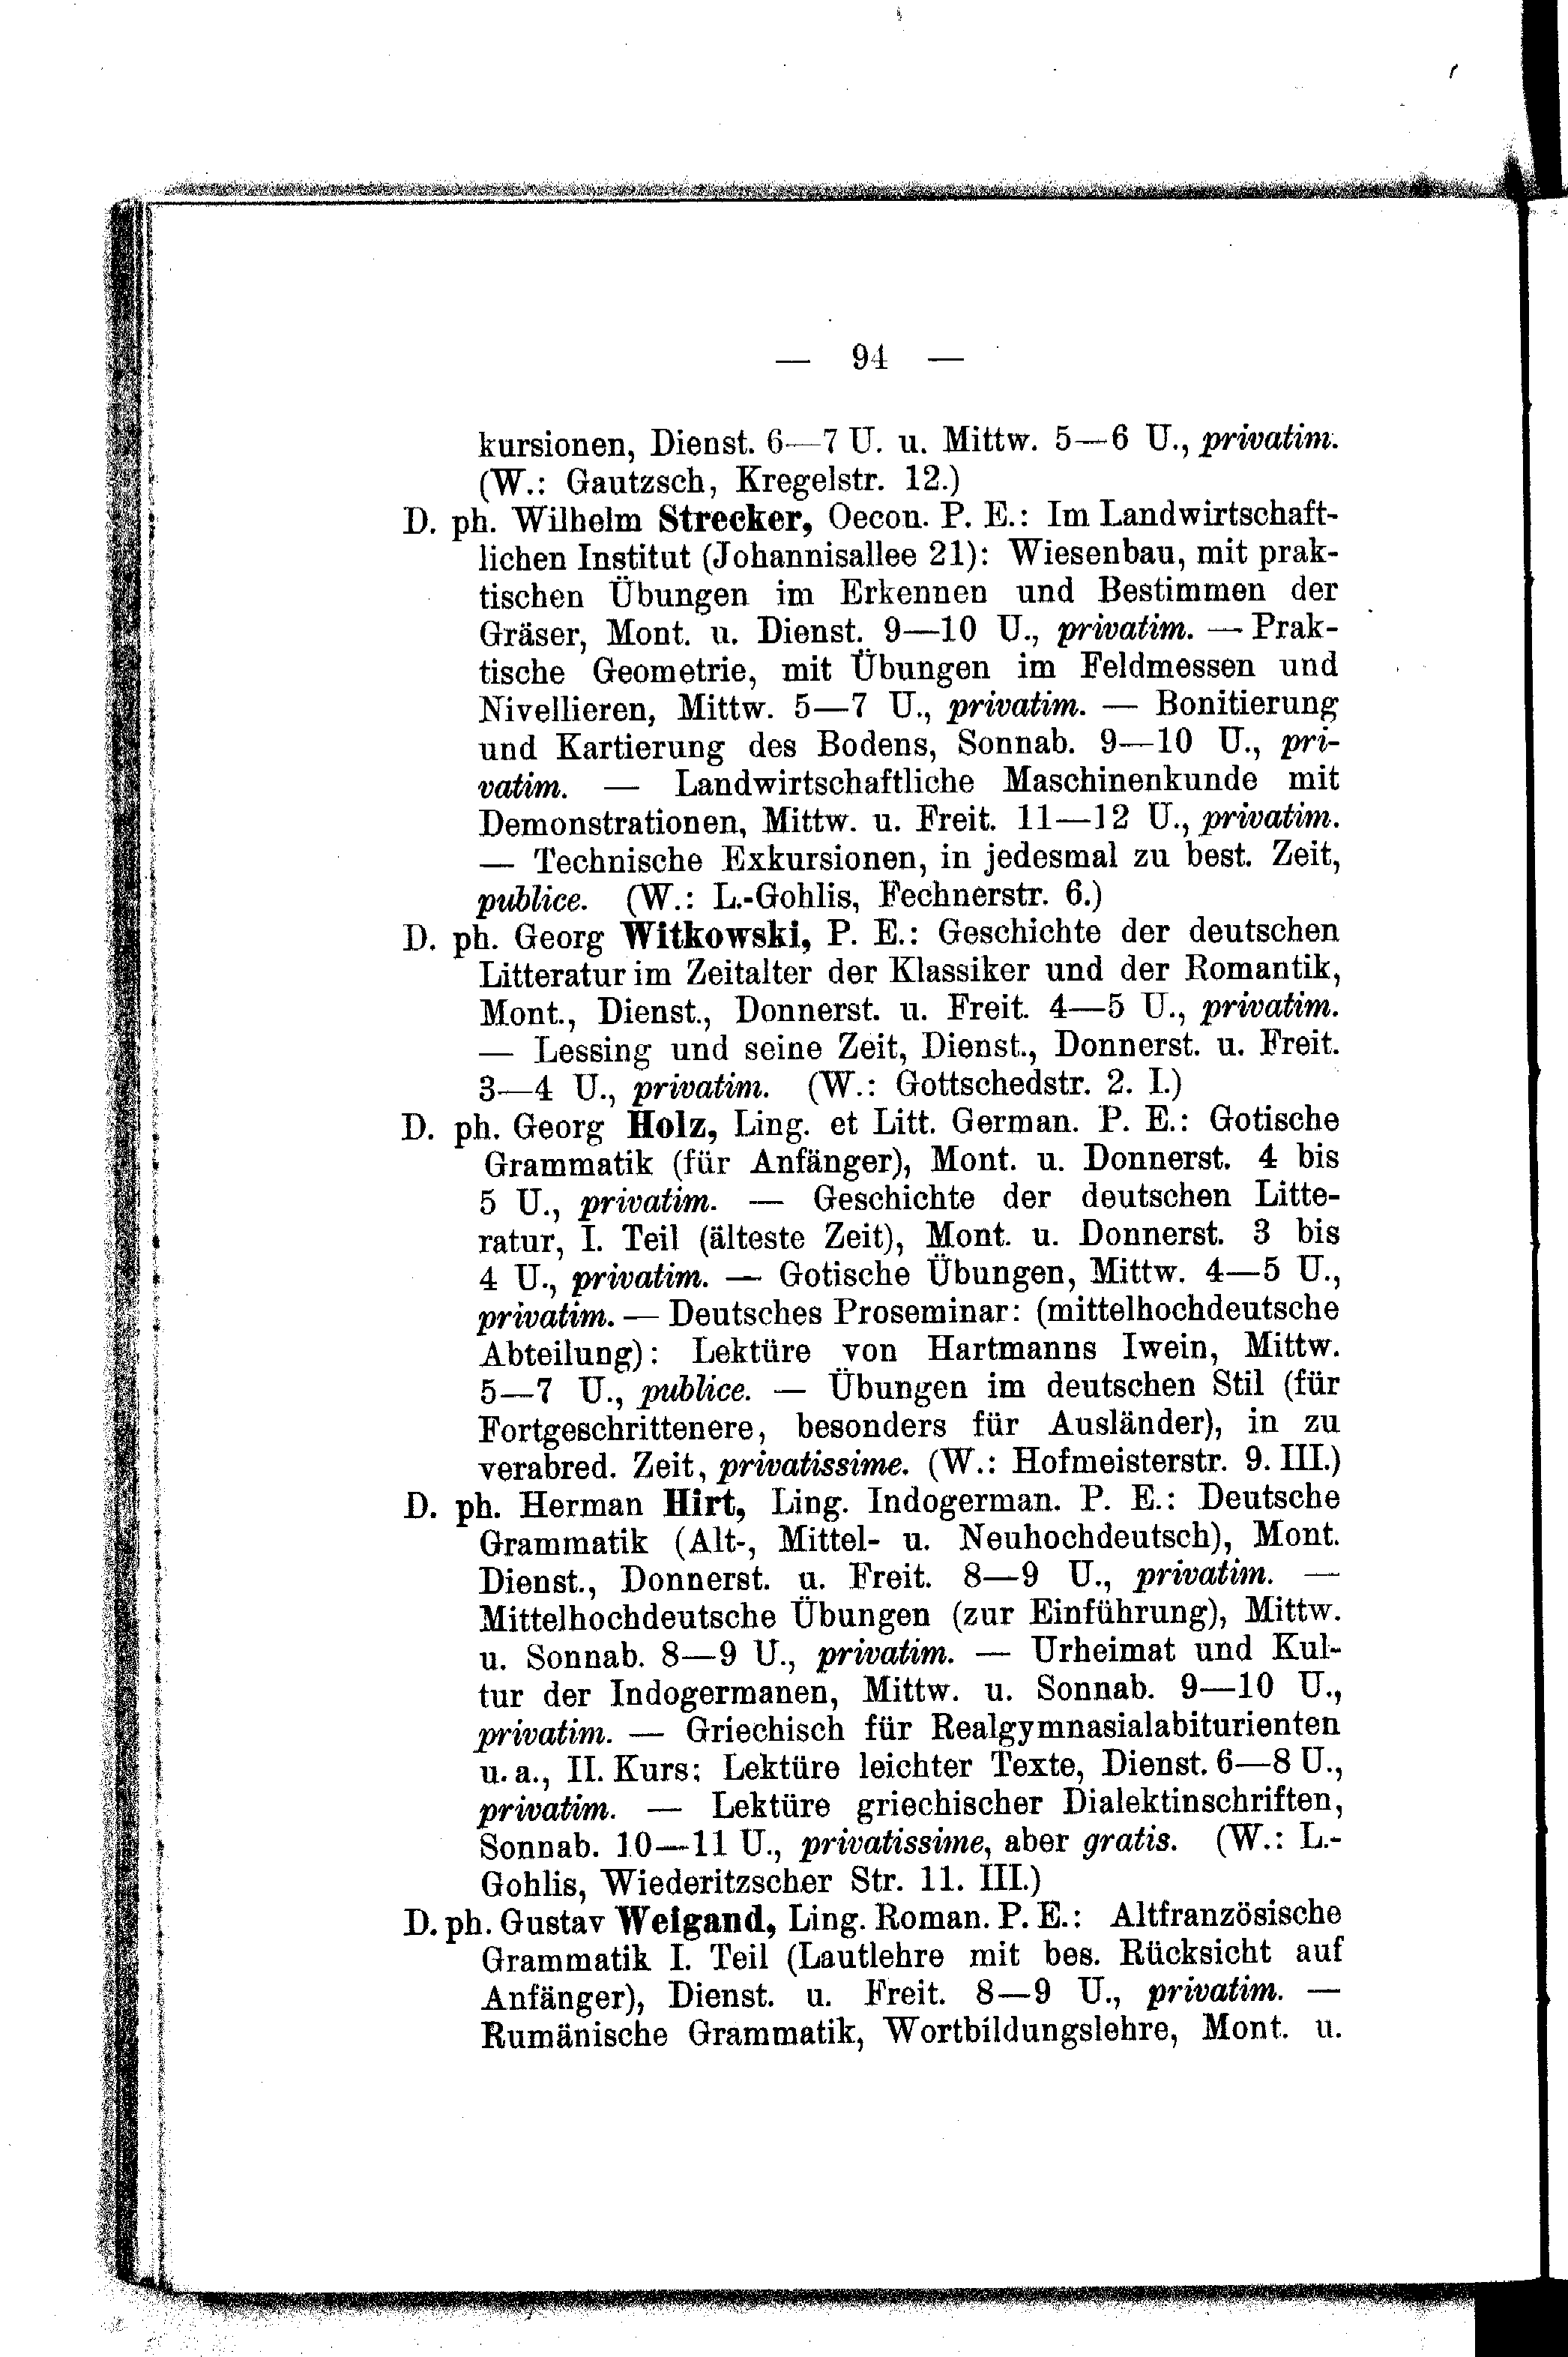 — 94 —
kursionen, Dienst. 6—7 U. u. Mittw. 5—6 U., privatim.
(W.: Gautzsch, Kregelstr. 12.)
D. ph. Wilhelm Strecker, Oecon. P. E.: Im Landwirtschaft-
lichen Institut (Johannisallee 21): Wiesenbau, mit prak-
tischen Übungen im Erkennen und Bestimmen der
Gräser, Mont. u. Dienst. 9—10 U., privatim. — Prak-
tische Geometrie, mit Übungen im Feldmessen und
Nivellieren, Mittw. 5—7 U., privatim. — Bonitierung
und Kartierung des Bodens, Sonnab. 9—10 U., pri-
vatim. — Landwirtschaftliche Maschinenkunde mit
Demonstrationen, Mittw. u. Freit. 11—12 U., privatim.
— Technische Exkursionen, in jedesmal zu best. Zeit,
publice. (W.: L.-Gohlis, Fechnerstr. 6.)
D. ph. Georg Witkowski, P. E.: Geschichte der deutschen
Litteratur im Zeitalter der Klassiker und der Romantik,
Mont., Dienst., Donnerst. u. Freit. 4—5 U., privatim.
— Lessing und seine Zeit, Dienst., Donnerst. u. Freit.
3—4 U., privatim. (W.: Gottschedstr. 2. I.)
D. ph. Georg Holz, Ling. et Litt. German. P. E.: Gotische
Grammatik (für Anfänger), Mont. u. Donnerst. 4 bis
5 U., privatim. — Geschichte der deutschen Litte-
ratur, I. Teil (älteste Zeit), Mont. u. Donnerst. 3 bis
4 U., privatim. — Gotische Übungen, Mittw. 4—5 U.,
privatim. — Deutsches Proseminar: (mittelhochdeutsche
Abteilung): Lektüre von Hartmanns Iwein, Mittw.
5—7 U., publice. — Übungen im deutschen Stil (für
Fortgeschrittenere, besonders für Ausländer), in zu
verabred. Zeit, privatissime. (W.: Hofmeisterstr. 9. III.)
D. ph. Herman Hirt, Ling. Indogerman. P. E.: Deutsche
Grammatik (Alt-, Mittel- u. Neuhochdeutsch), Mont.
Dienst., Donnerst. u. Freit. 8—9 U., privatim. —
Mittelhochdeutsche Übungen (zur Einführung), Mittw.
u. Sonnab. 8—9 U., privatim. — Urheimat und Kul-
tur der Indogermanen, Mittw. u. Sonnab. 9—10 U.,
privatim. — Griechisch für Realgymnasialabiturienten
u. a., II. Kurs: Lektüre leichter Texte, Dienst. 6—8 U.,
privatim. — Lektüre griechischer Dialektinschriften,
Sonnab. 10—11 U., privatissime, aber gratis. (W.: L.-
Gohlis, Wiederitzscher Str. 11. III.)
D. ph. Gustav Weigand, Ling. Roman. P. E.: Altfranzösische
Grammatik I. Teil (Lautlehre mit bes. Rücksicht auf
Anfänger), Dienst. u. Freit. 8—9 U., privatim. —
Rumänische Grammatik, Wortbildungslehre, Mont. u.